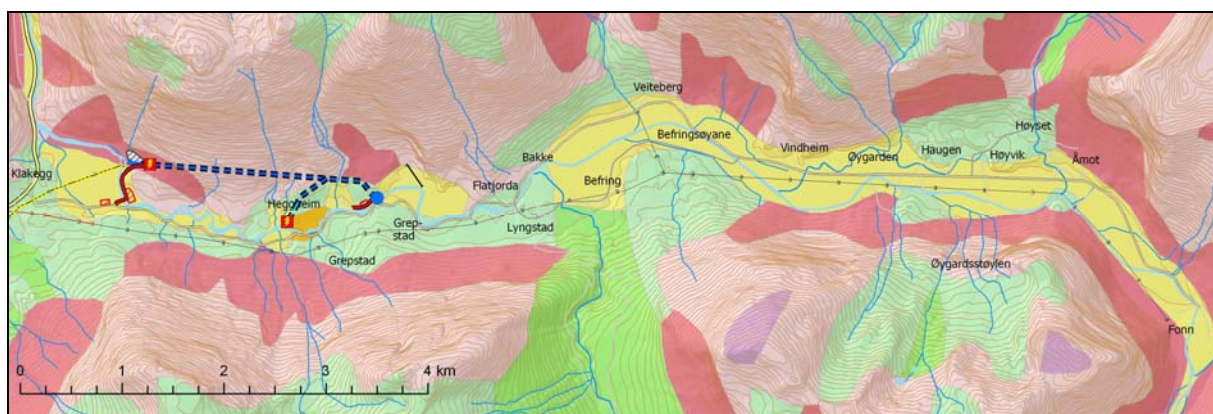 Veiteberg
Befringsøyane
Høyset
Bakke
Vindheim
Øygarden
Haugen
Høyvik
Åmot
Klakegg
Flatjorda
Befring
Heggheim
Grep-
stad
Lyngstad
Grepstad
Øygardsstøylen
Fonn
0 1 2 3 4 km